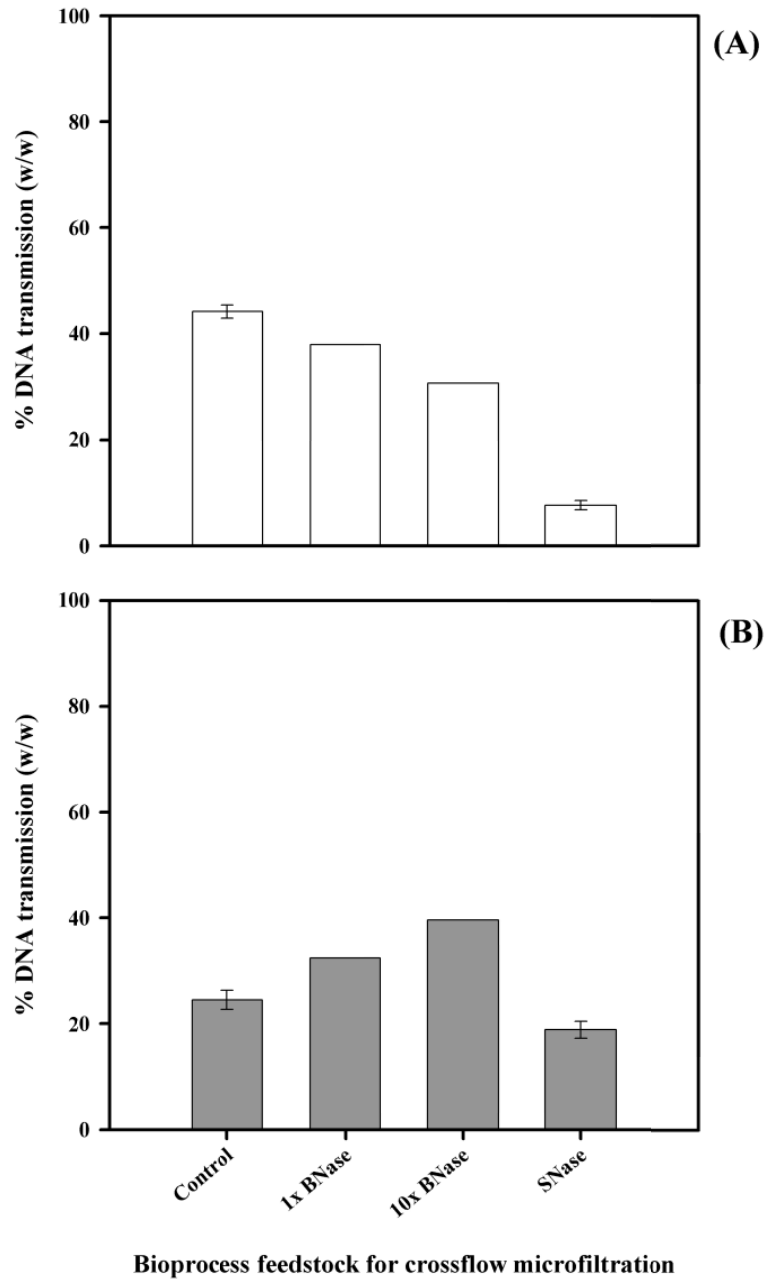 100
(A)
80
60
40
20
0
% DNA transmission (w/w)
100
(B)
80
60
40
20
0
% DNA transmission (w/w)
Control
1x BNase
10x BNase
SNase
Bioprocess feedstock for crossflow microfiltration